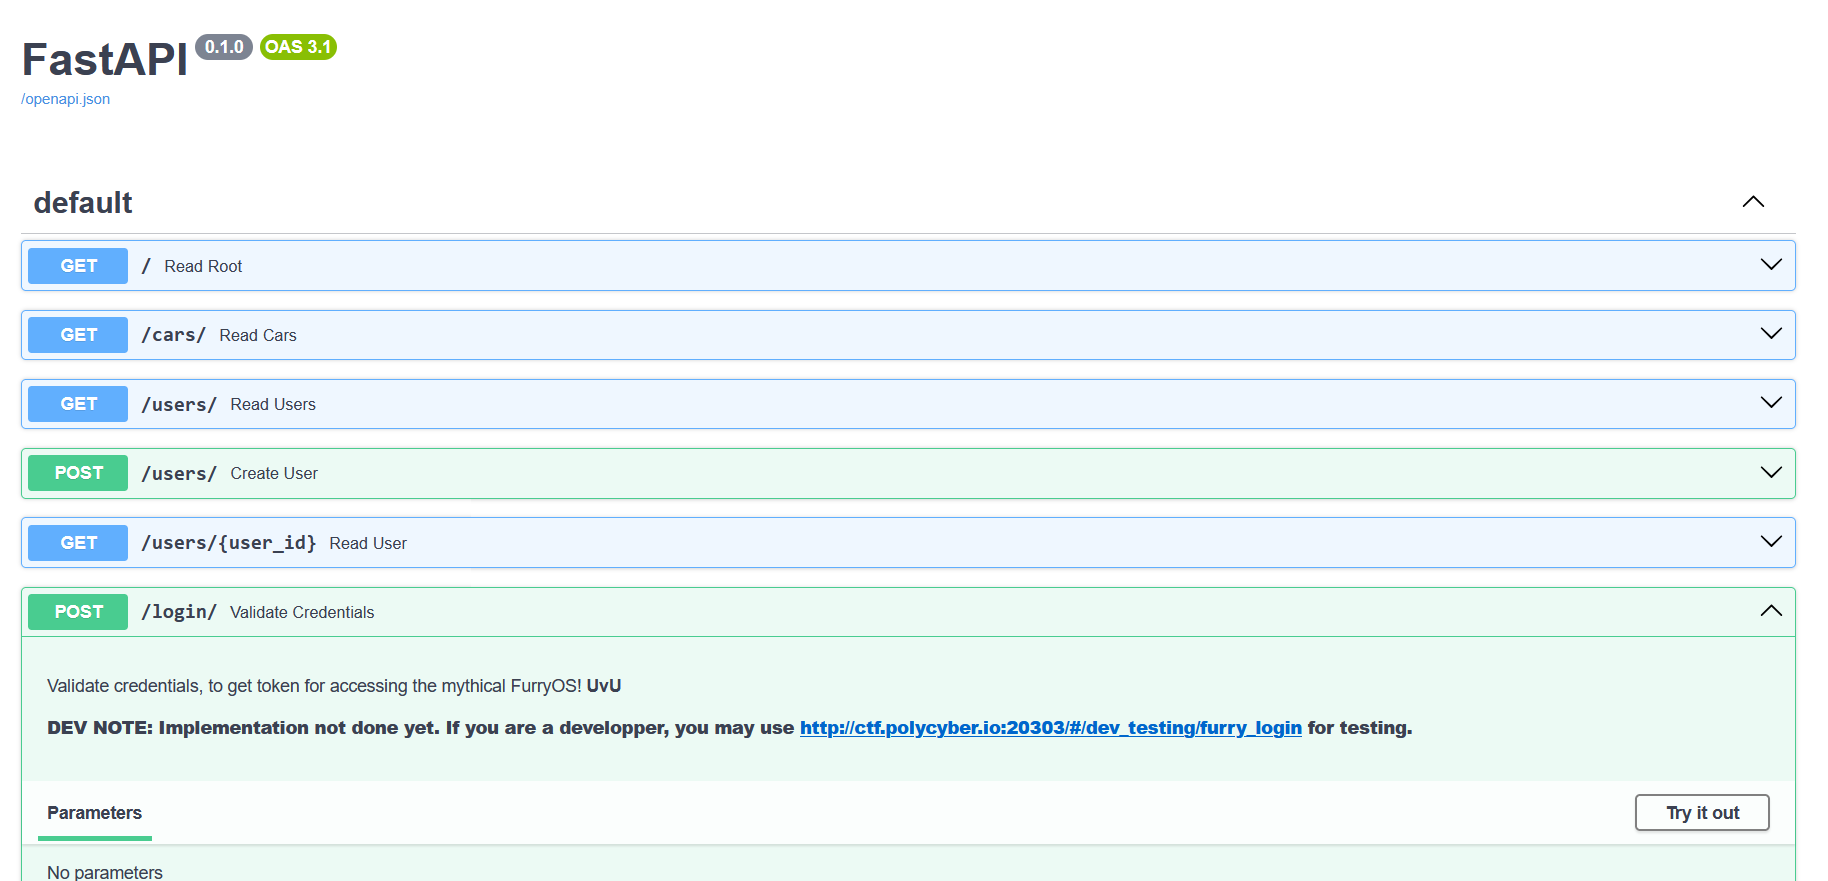 FastAPI 0.1.0 OAS 3.1
/openapi.json
default
GET / Read Root
GET /cars/ Read Cars
GET /users/ Read Users
POST /users/ Create User
GET /users/{user_id} Read User
POST /login/ Validate Credentials
Validate credentials, to get token for accessing the mythical FurryOS! UvU
DEV NOTE: Implementation not done yet. If you are a developper, you may use http://ctf.polycyber.io:20303/#/dev_testing/furry_login for testing.
Parameters Try it out
No parameters